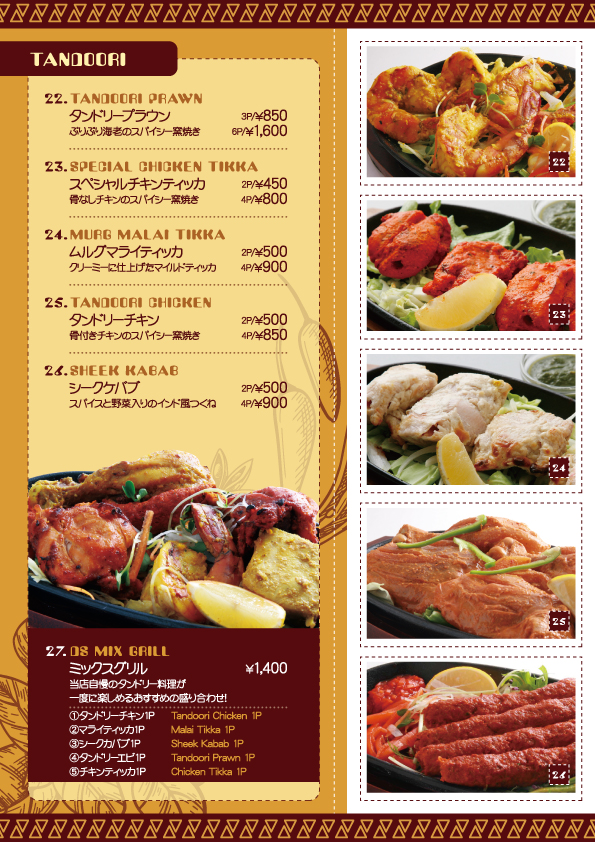 TANDOORI
22. TANDOORI PRAWN
タンドリープラウン 3P/¥850
ぷりぷり海老のスパイシー窯焼き 6P/¥1,600
23. SPECIAL CHICKEN TIKKA
スペシャルチキンティッカ 2P/¥450
骨なしチキンのスパイシー窯焼き 4P/¥800
24. MURG MALAI TIKKA
ムルグマライティッカ 2P/¥500
クリーミーに仕上げたマイルドティッカ 4P/¥900
25. TANDOORI CHICKEN
タンドリーチキン 2P/¥500
骨付きチキンのスパイシー窯焼き 4P/¥850
26. SHEEK KABAB
シークケバブ 2P/¥500
スパイスと野菜入りのインド風つくね 4P/¥900
27. DS MIX GRILL
ミックスグリル ¥1,400
当店自慢のタンドリー料理が
一度に楽しめるおすすめの盛り合わせ!
①タンドリーチキン1P Tandoori Chicken 1P
②マライティッカ1P Malai Tikka 1P
③シークカバブ1P Sheek Kabab 1P
④タンドリーエビ1P Tandoori Prawn 1P
⑤チキンティッカ1P Chicken Tikka 1P
22
23
24
25
26